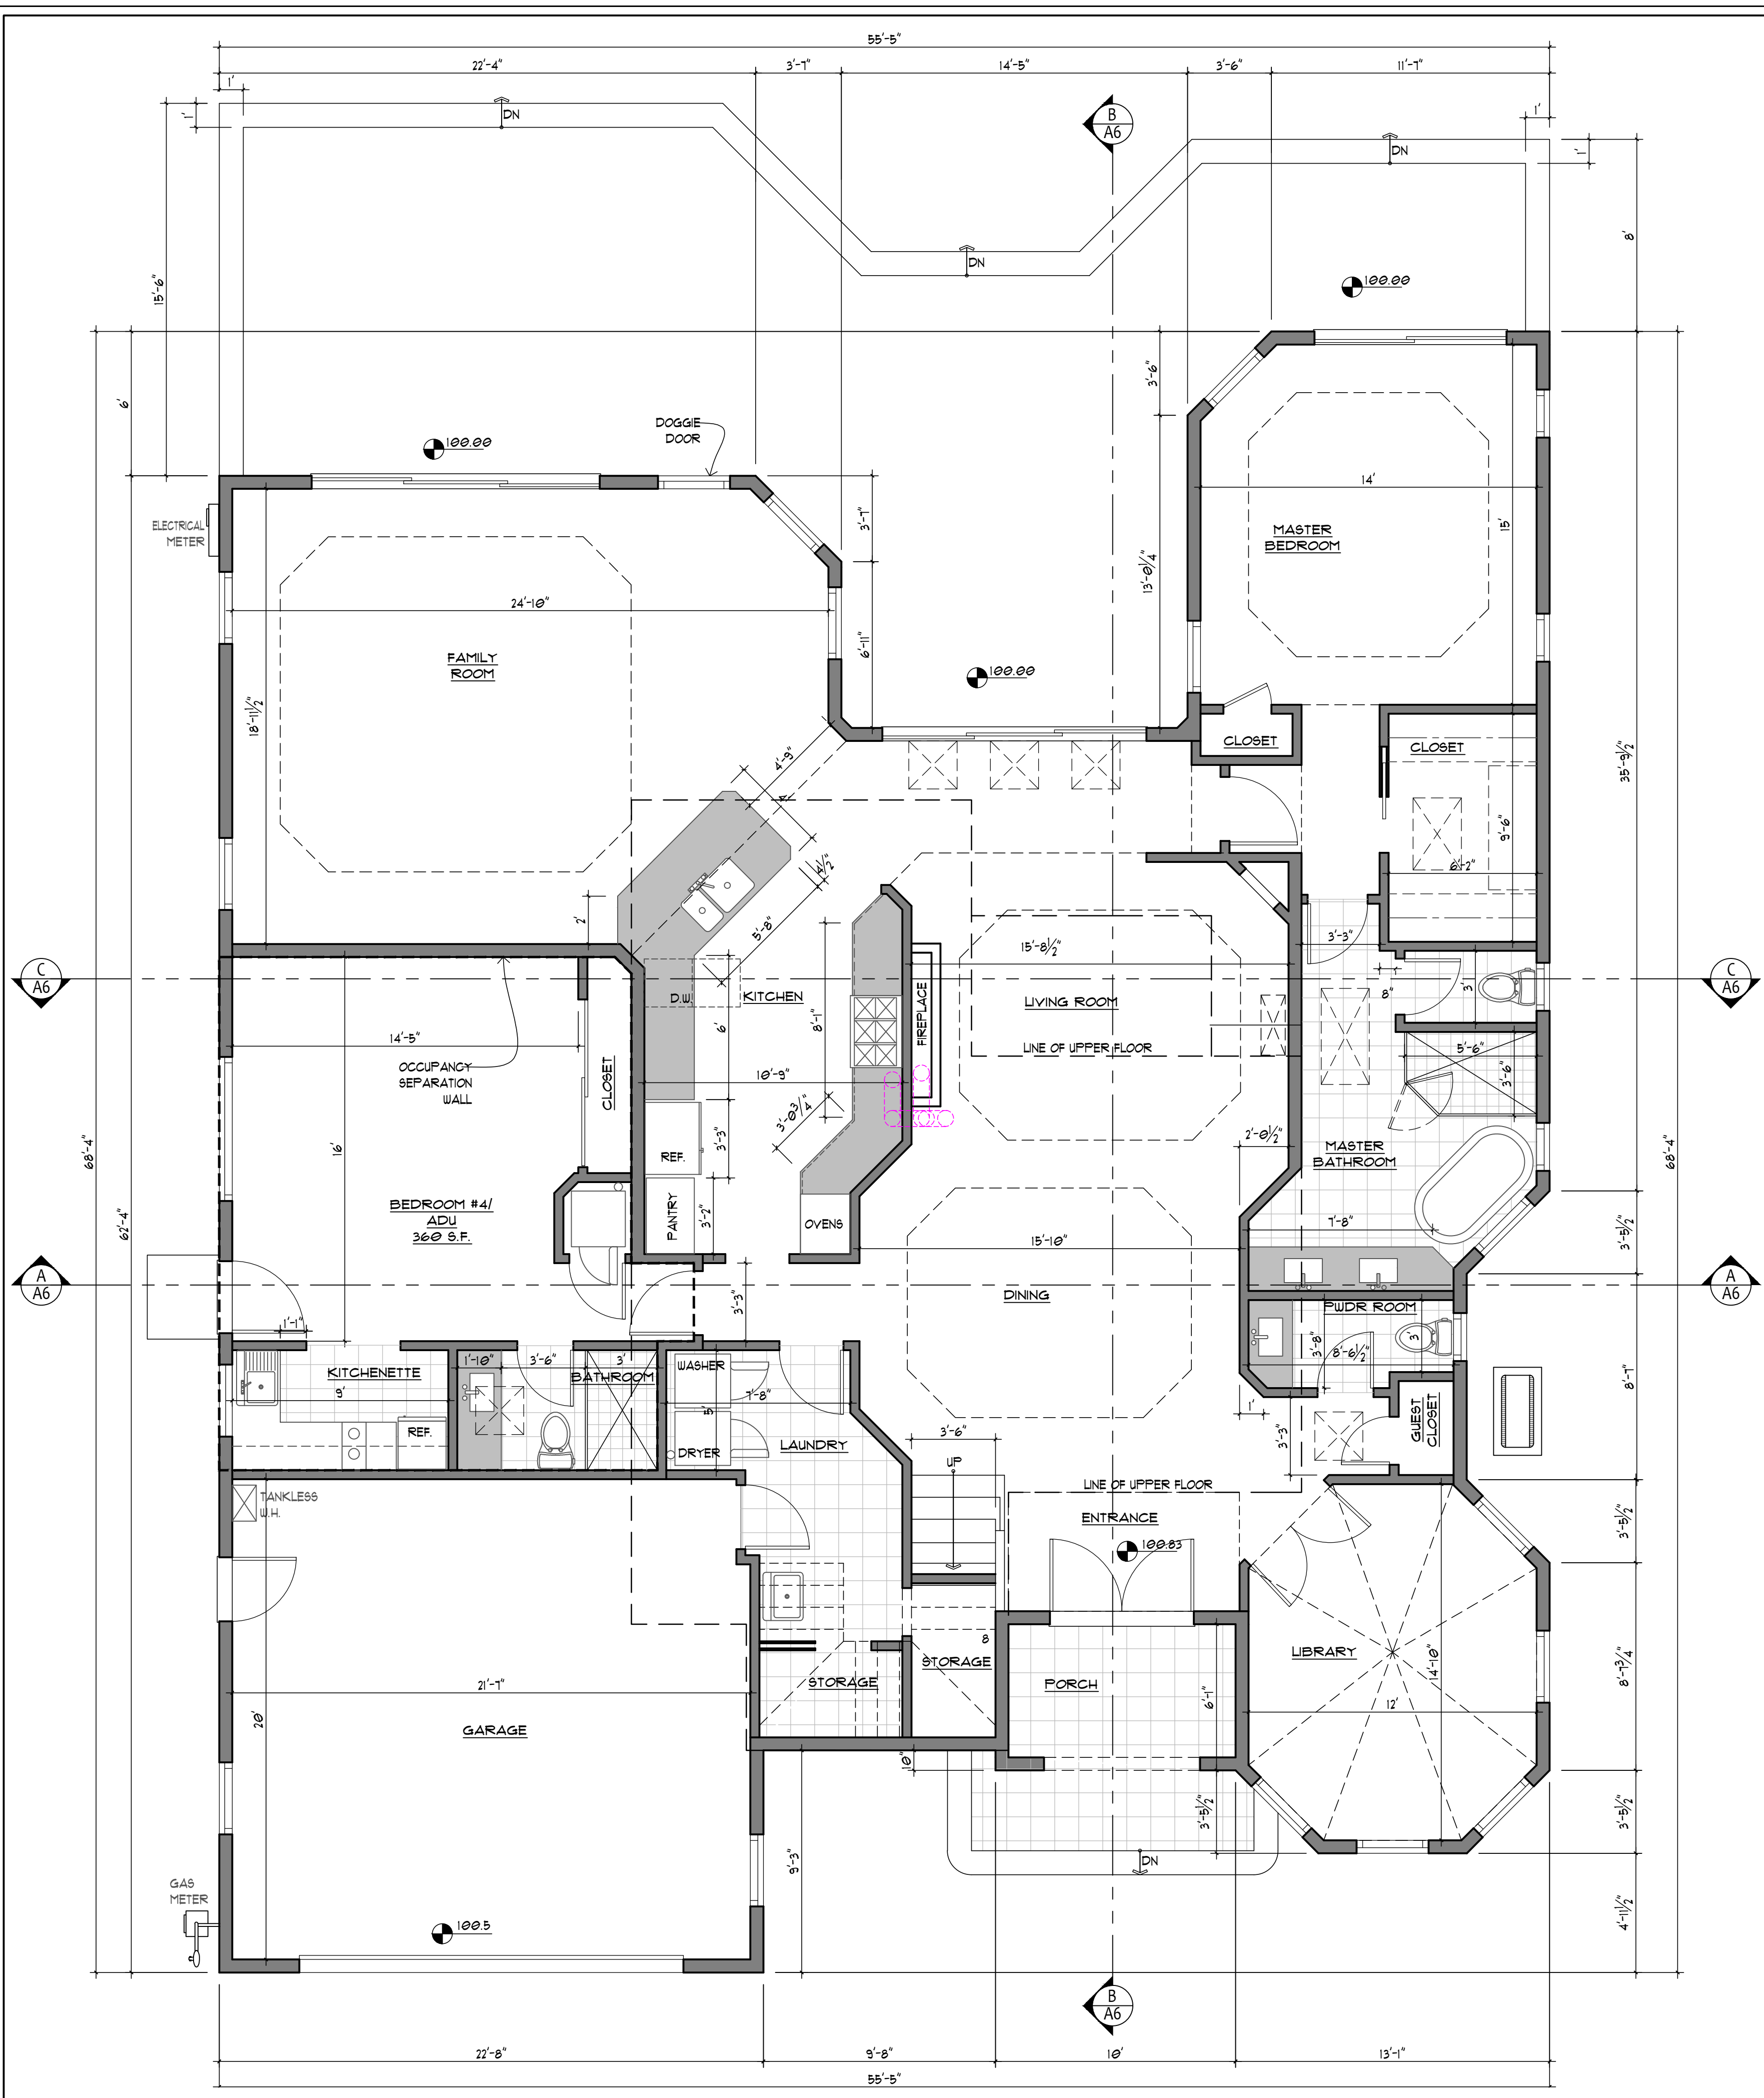 55'-5"
22'-4"
3'-7"
14'-5"
3'-6"
11'-7"
1'
1'
DN
B
A6
DN
1'
1'
8'
DN
15'-6"
100.00
3'-6"
6'
DOGGIE
DOOR
100.00
14'
15'
ELECTRICAL
METER
3'-7"
MASTER
BEDROOM
13'-0 1/4"
24'-10"
6'-11"
FAMILY
ROOM
100.00
18'-11 1/2"
CLOSET
CLOSET
35'-9 1/2"
4'-9"
4'
9'-6"
6'-2"
4 1/2"
2'
5'-8"
15'-8 1/2"
3'-3"
C
A6
C
A6
D.W.
KITCHEN
8"
3'
LIVING ROOM
FIREPLACE
8'-1"
6'
14'-5"
LINE OF UPPER FLOOR
5'-6"
OCCUPANCY
SEPARATION
WALL
CLOSET
10'-9"
3'-6"
3'-0 3/4"
3'-3"
2'-0 1/2"
MASTER
BATHROOM
68'-4"
16'
REF.
68'-4"
62'-4"
BEDROOM #4/
ADU
360 S.F.
PANTRY
3'-2"
OVENS
7'-8"
3'-5 1/2"
15'-10"
A
A6
DINING
A
A6
3'-3"
PWDR ROOM
1'-1"
3'-8"
3'
8'-6 1/2"
1'-10"
3'-6"
3'
WASHER
KITCHENETTE
BATHROOM
9'
7'-8"
5'
8'-7"
1'
REF.
DRYER
LAUNDRY
3'-6"
3'-3"
GUEST
CLOSET
UP
LINE OF UPPER FLOOR
TANKLESS
W.H.
ENTRANCE
3'-5 1/2"
100.83
8
LIBRARY
STORAGE
STORAGE
PORCH
14'-10"
8'-7 3/4"
21'-7"
6'-1"
12'
20'
GARAGE
10"
3'-5 1/2"
3'-5 1/2"
9'-3"
DN
GAS
METER
4'-11 1/2"
100.5
B
A6
22'-8"
9'-8"
10'
13'-1"
55'-5"